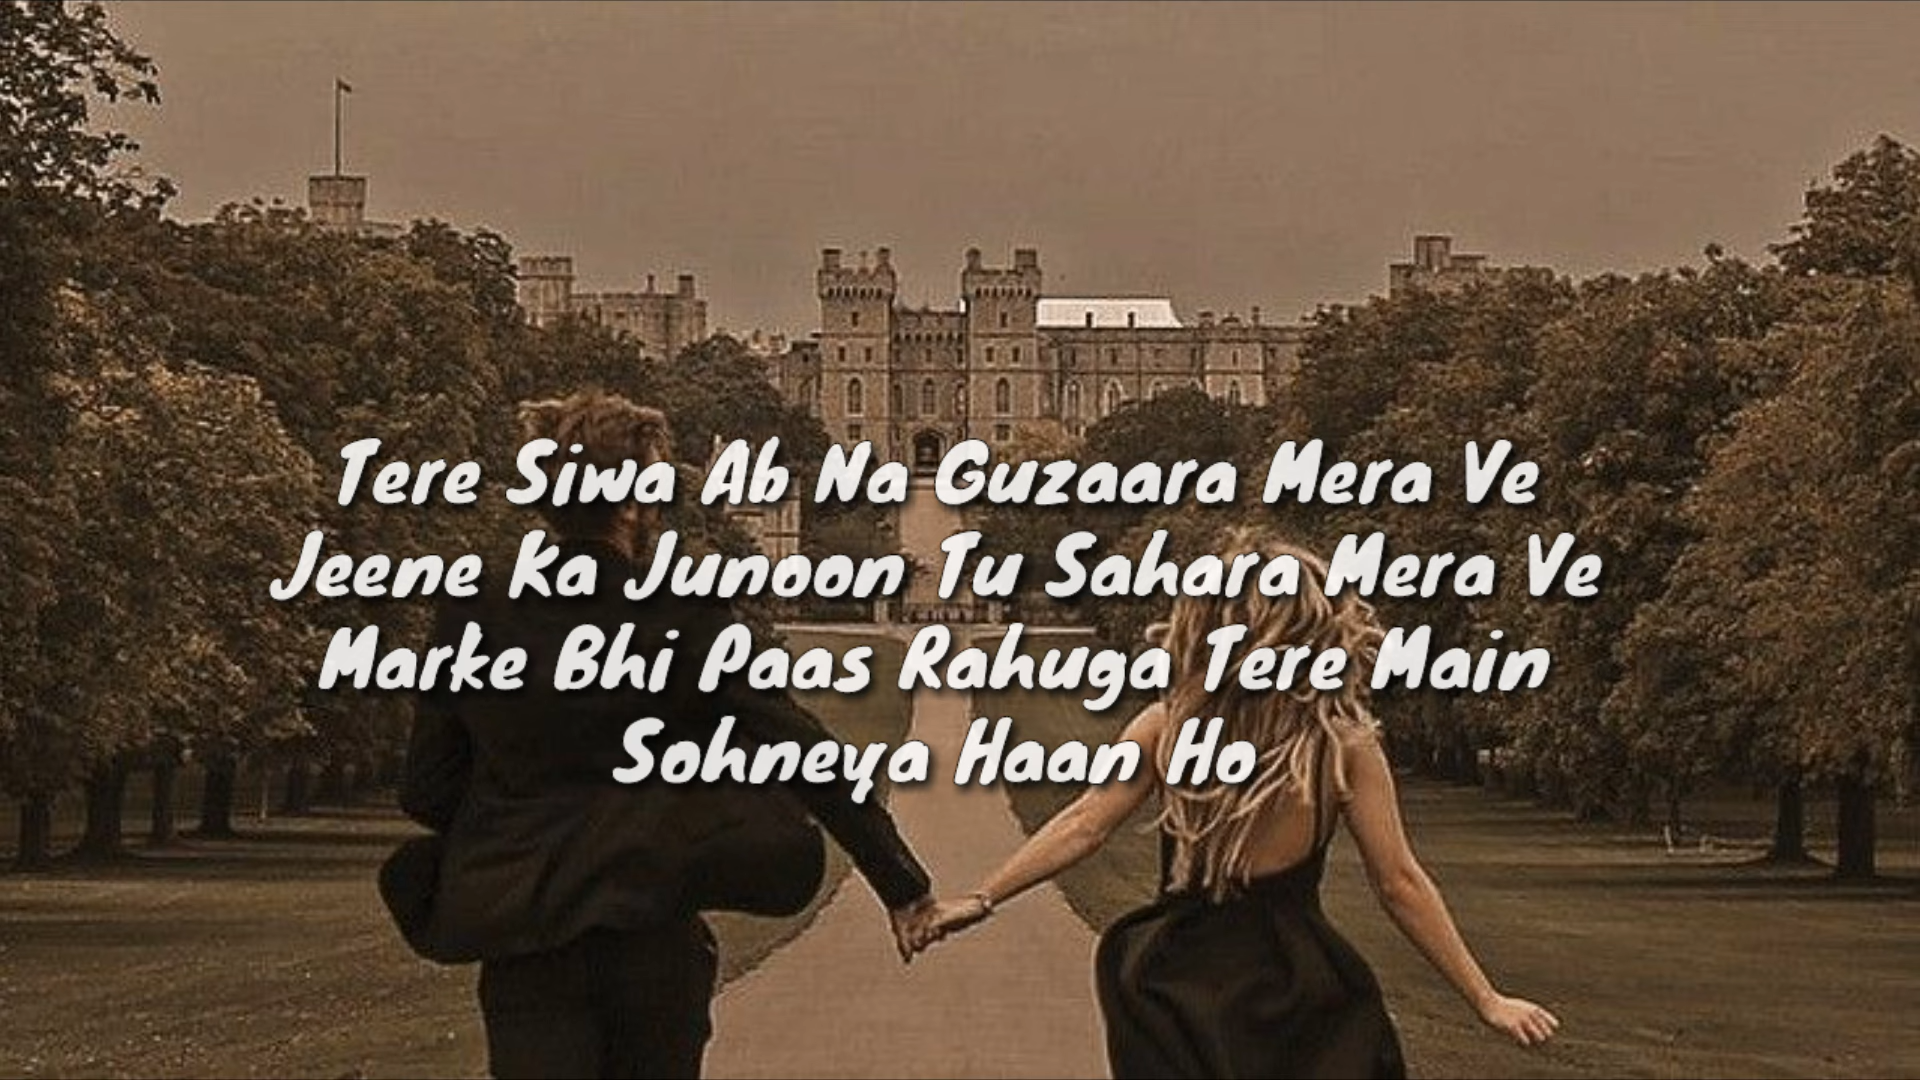 Tere Siwa Ab Na Guzaara Mera Ve
Jeene Ka Junoon Tu Sahara Mera Ve
Marke Bhi Paas Rahuga Tere Main
Sohneya Haan Ho